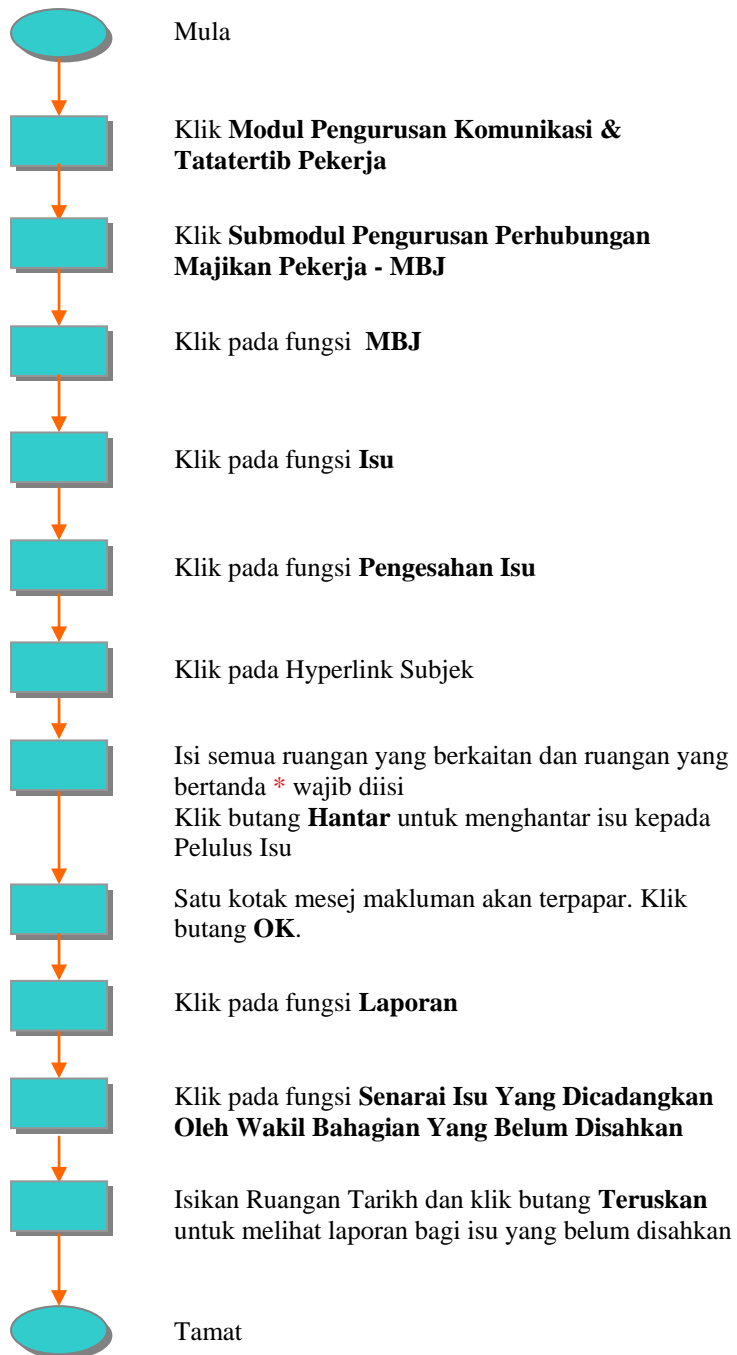 Mula
Klik Modul Pengurusan Komunikasi &
Tatatertib Pekerja
Klik Submodul Pengurusan Perhubungan
Majikan Pekerja - MBJ
Klik pada fungsi MBJ
Klik pada fungsi Isu
Klik pada fungsi Pengesahan Isu
Klik pada Hyperlink Subjek
Isi semua ruangan yang berkaitan dan ruangan yang
bertanda * wajib diisi
Klik butang Hantar untuk menghantar isu kepada
Pelulus Isu
Satu kotak mesej makluman akan terpapar. Klik
butang OK.
Klik pada fungsi Laporan
Klik pada fungsi Senarai Isu Yang Dicadangkan
Oleh Wakil Bahagian Yang Belum Disahkan
Isikan Ruangan Tarikh dan klik butang Teruskan
untuk melihat laporan bagi isu yang belum disahkan
Tamat